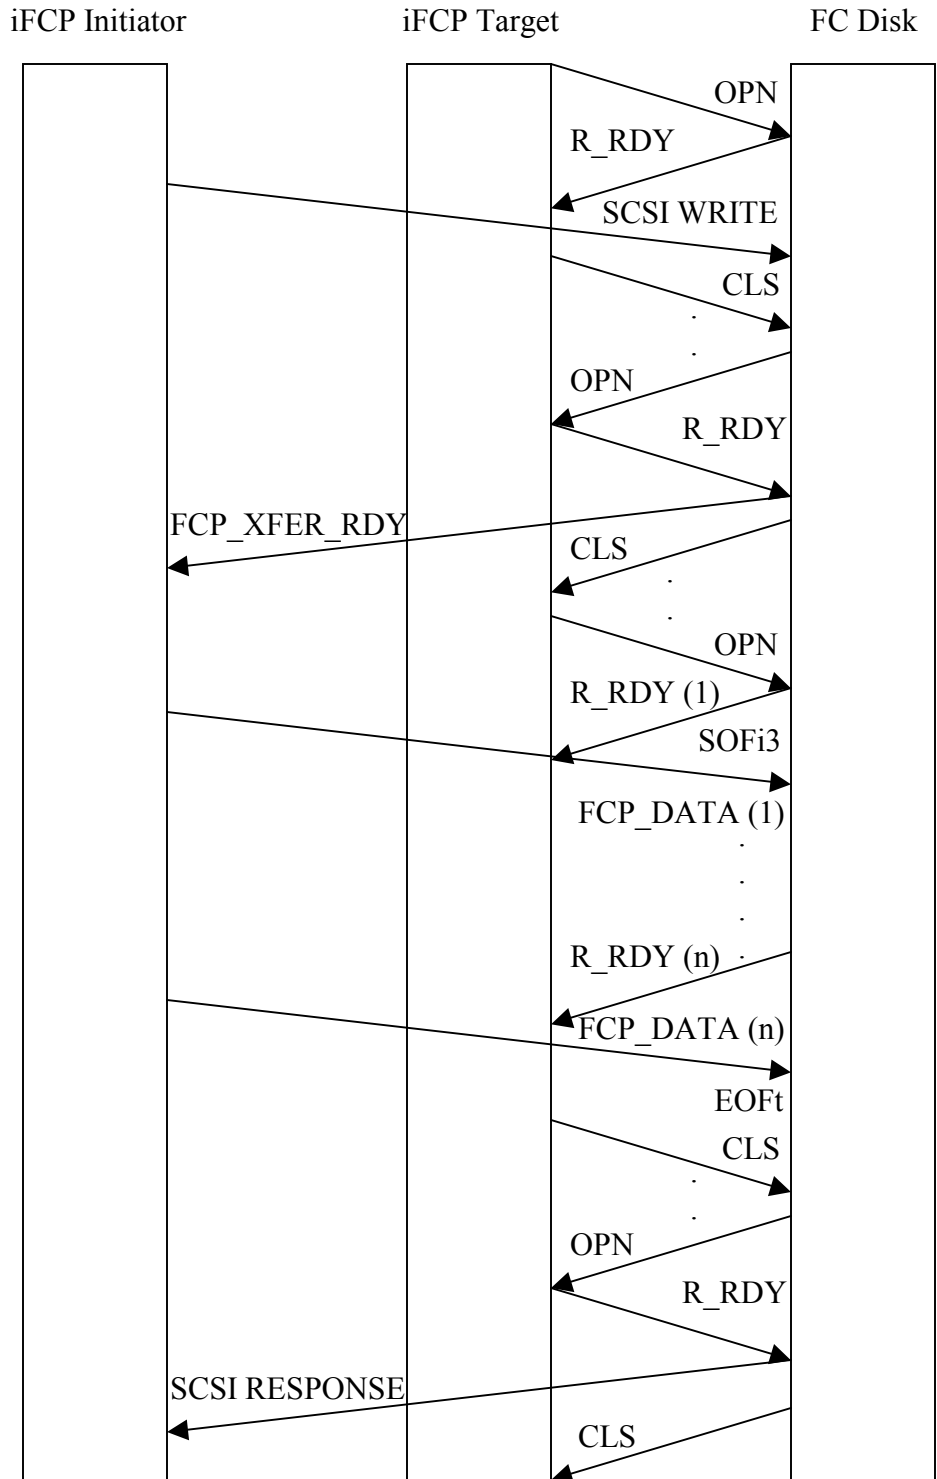 iFCP Initiator iFCP Target FC Disk
OPN
R_RDY
SCSI WRITE
CLS
OPN
R_RDY
FCP_XFER_RDY
CLS
OPN
R_RDY (1)
SOFi3
FCP_DATA (1)
R_RDY (n)
FCP_DATA (n)
EOFt
CLS
OPN
R_RDY
SCSI RESPONSE
CLS